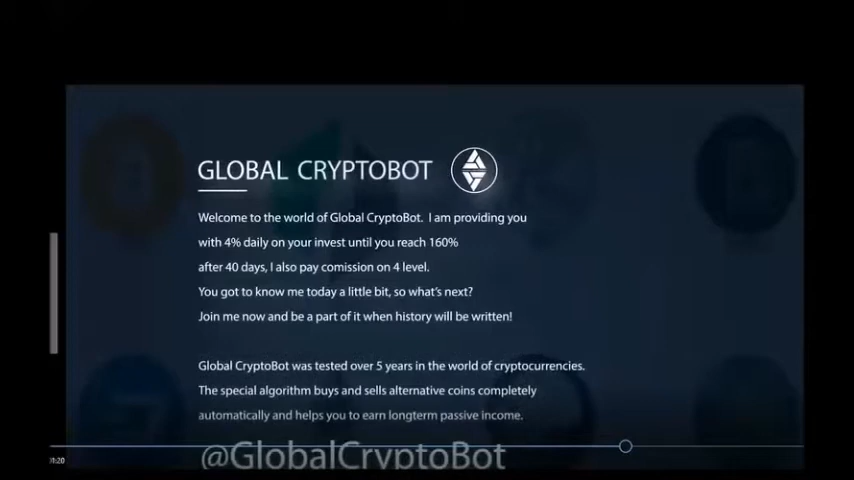 GLOBAL CRYPTOBOT
Welcome to the world of Global CryptoBot. I am providing you
with 4% daily on your invest until you reach 160%
after 40 days, I also pay comission on 4 level.
You got to know me today a little bit, so what's next?
Join me now and be a part of it when history will be written!
Global CryptoBot was tested over 5 years in the world of cryptocurrencies.
The special algorithm buys and sells alternative coins completely
automatically and helps you to earn longterm passive income.
@GlobalCryptoBot
01:20